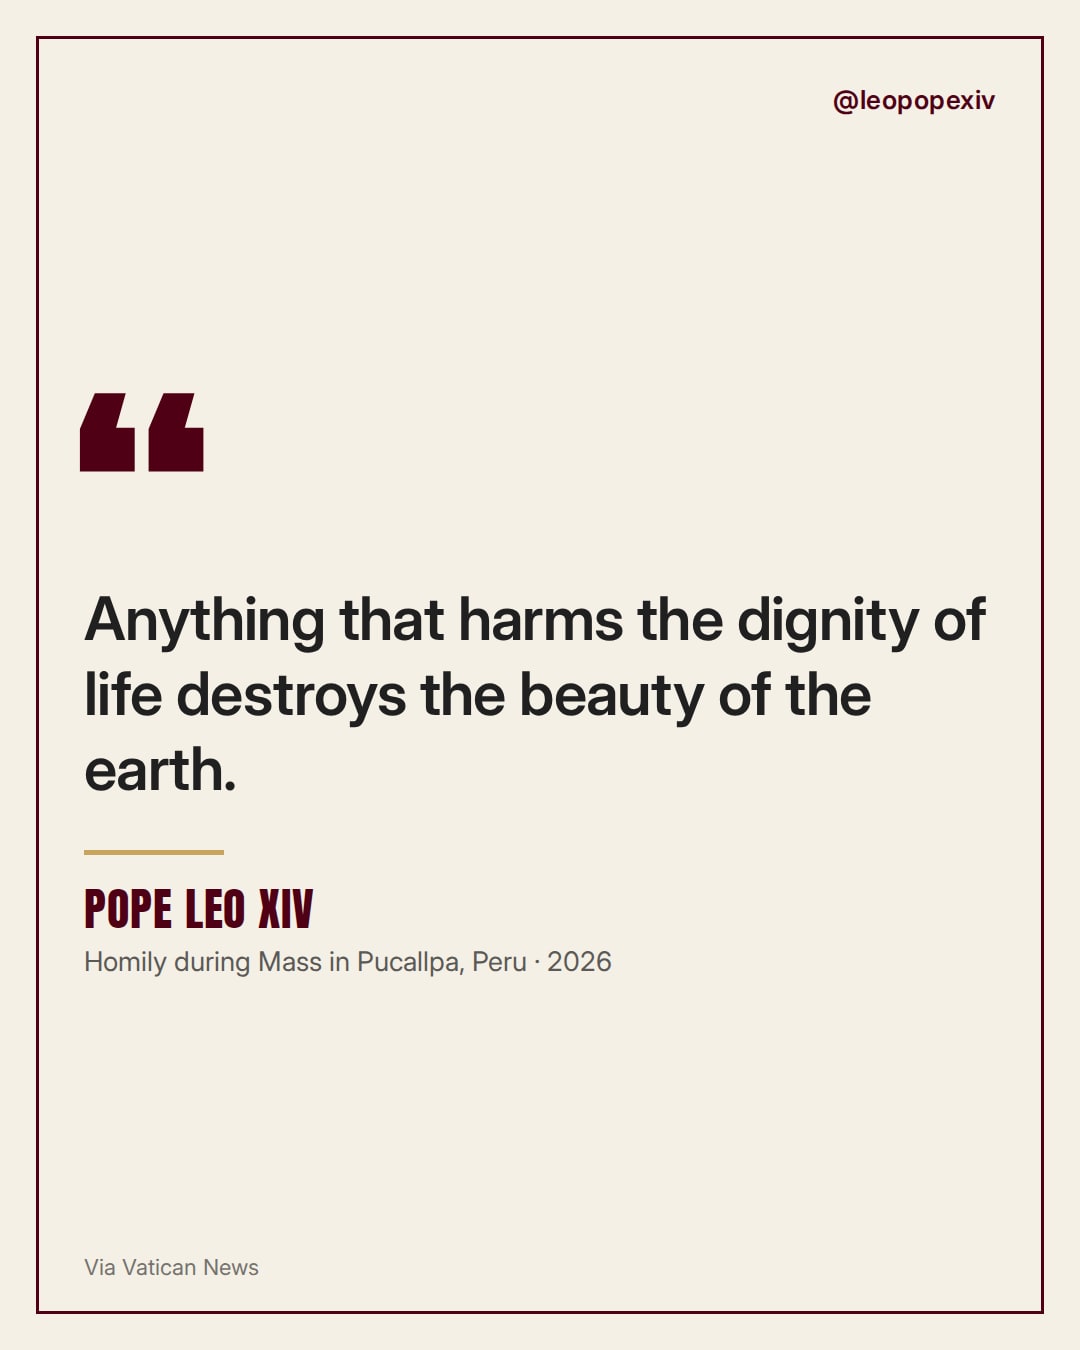 @leopopexiv
“
Anything that harms the dignity of
life destroys the beauty of the
earth.
POPE LEO XIV
Homily during Mass in Pucallpa, Peru · 2026
Via Vatican News